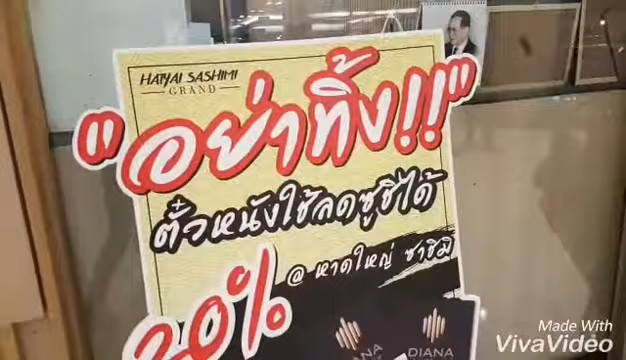 HATYAI SASHIMI
GRAND
"อย่าทิ้ง!!"
ตั๋วหนังใช้ลดซูชิได้
20%
@ หาดใหญ่ ซาชิมิ
DIANA
DIANA
Made With
VivaVideo